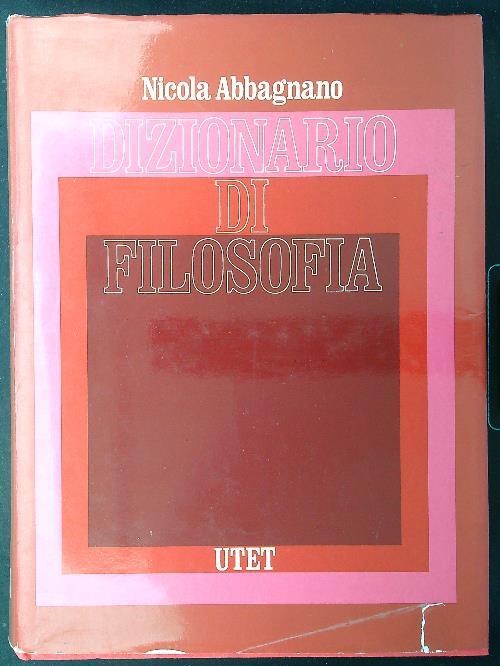 Nicola Abbagnano
DIZIONARIO
DI
FILOSOFIA
UTET